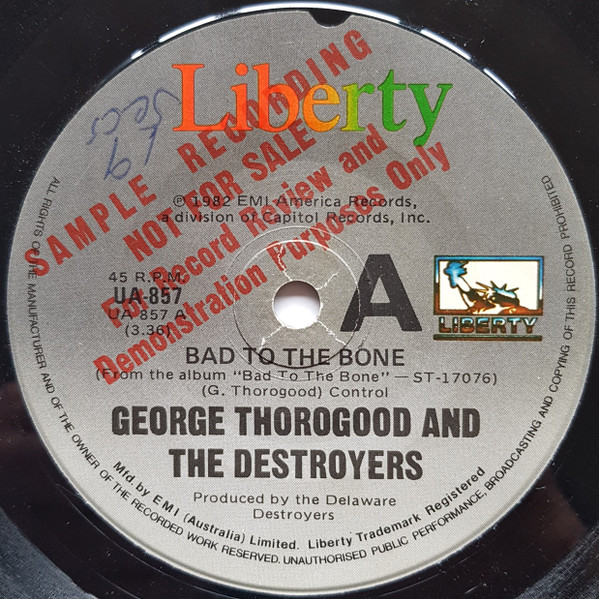 Liberty
SAMPLE RECORDING
NOT FOR SALE
For Record Review and
Demonstration Purposes Only
℗ 1982 EMI-America Records,
a division of Capitol Records, Inc.
45 R.P.M.
UA-857
UA 857 A
(3.36)
A
LIBERTY
BAD TO THE BONE
(From the album "Bad To The Bone" — ST-17076)
(G. Thorogood) Control
GEORGE THOROGOOD AND
THE DESTROYERS
Produced by the Delaware
Destroyers
Mfd. by EMI (Australia) Limited. Liberty Trademark Registered
ALL RIGHTS OF THE MANUFACTURER AND OF THE OWNER OF THE RECORDED WORK RESERVED. UNAUTHORISED PUBLIC PERFORMANCE, BROADCASTING AND COPYING OF THIS RECORD PROHIBITED